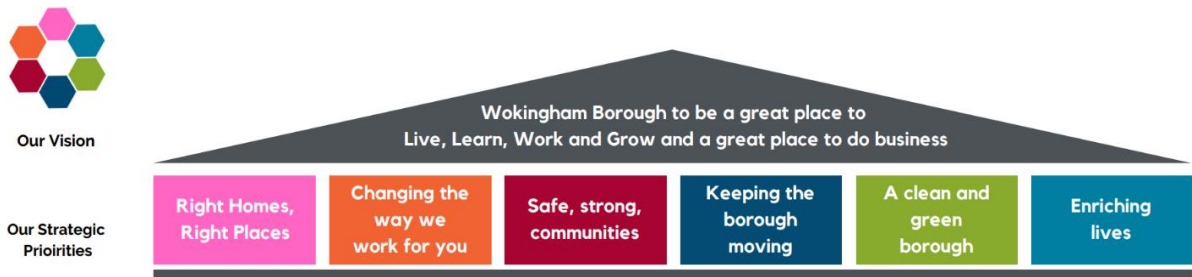 Our Vision
Wokingham Borough to be a great place to
Live, Learn, Work and Grow and a great place to do business
Our Strategic
Prioirities
Right Homes,
Right Places
Changing the
way we
work for you
Safe, strong,
communities
Keeping the
borough
moving
A clean and
green
borough
Enriching
lives